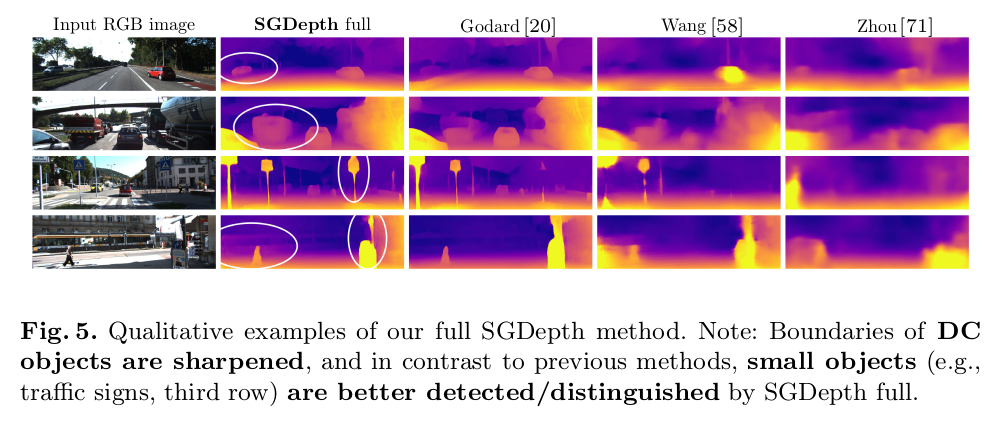 Input RGB image SGDepth full Godard [20] Wang [58] Zhou [71]
Fig. 5. Qualitative examples of our full SGDepth method. Note: Boundaries of DC
objects are sharpened, and in contrast to previous methods, small objects (e.g.,
traffic signs, third row) are better detected/distinguished by SGDepth full.